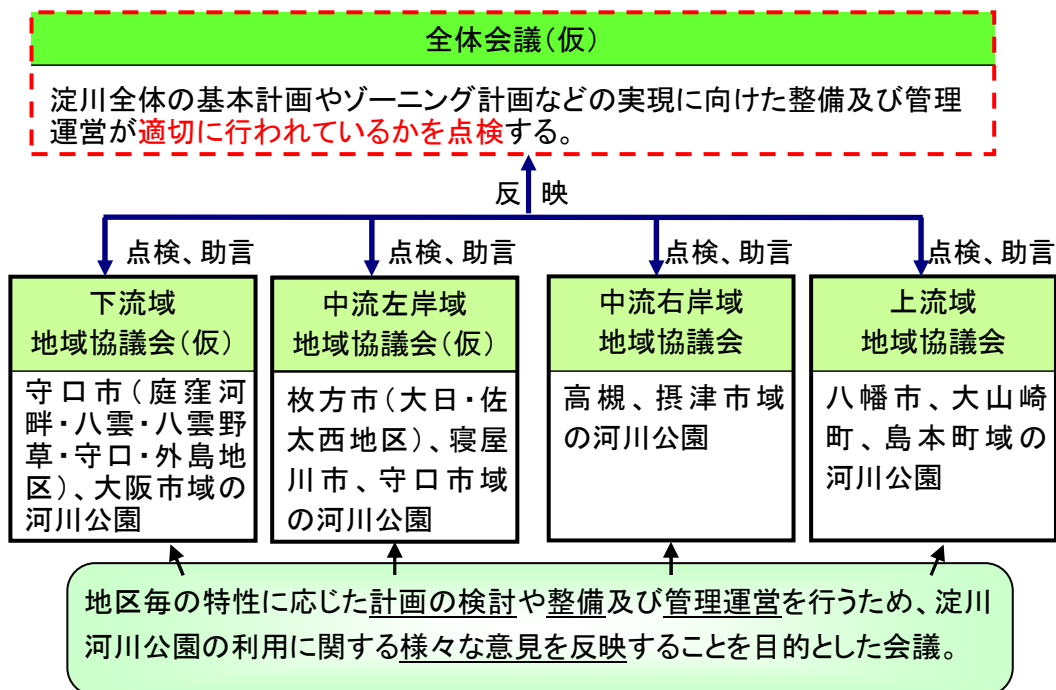 全体会議(仮)
淀川全体の基本計画やゾーニング計画などの実現に向けた整備及び管理
運営が適切に行われているかを点検する。
反映
点検、助言
点検、助言
点検、助言
点検、助言
下流域
地域協議会(仮)
守口市(庭窪河
畔・八雲・八雲野
草・守口・外島地
区)、大阪市域の
河川公園
中流左岸域
地域協議会(仮)
枚方市(大日・佐
太西地区)、寝屋
川市、守口市域
の河川公園
中流右岸域
地域協議会
高槻、摂津市域
の河川公園
上流域
地域協議会
八幡市、大山崎
町、島本町域の
河川公園
地区毎の特性に応じた計画の検討や整備及び管理運営を行うため、淀川
河川公園の利用に関する様々な意見を反映することを目的とした会議。